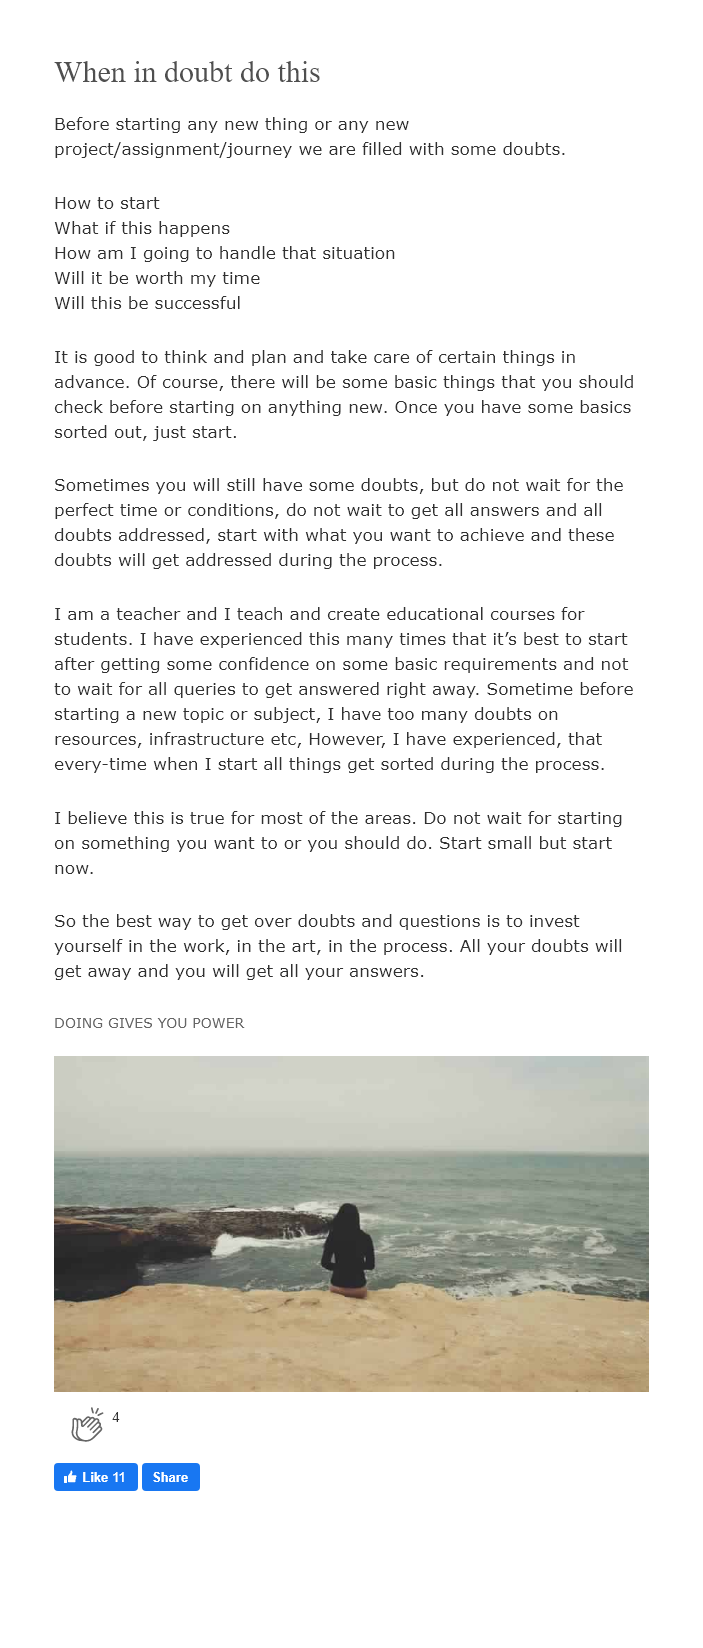 When in doubt do this
Before starting any new thing or any new
project/assignment/journey we are filled with some doubts.
How to start
What if this happens
How am I going to handle that situation
Will it be worth my time
Will this be successful
It is good to think and plan and take care of certain things in
advance. Of course, there will be some basic things that you should
check before starting on anything new. Once you have some basics
sorted out, just start.
Sometimes you will still have some doubts, but do not wait for the
perfect time or conditions, do not wait to get all answers and all
doubts addressed, start with what you want to achieve and these
doubts will get addressed during the process.
I am a teacher and I teach and create educational courses for
students. I have experienced this many times that it’s best to start
after getting some confidence on some basic requirements and not
to wait for all queries to get answered right away. Sometime before
starting a new topic or subject, I have too many doubts on
resources, infrastructure etc, However, I have experienced, that
every-time when I start all things get sorted during the process.
I believe this is true for most of the areas. Do not wait for starting
on something you want to or you should do. Start small but start
now.
So the best way to get over doubts and questions is to invest
yourself in the work, in the art, in the process. All your doubts will
get away and you will get all your answers.
DOING GIVES YOU POWER
4
Like 11 Share